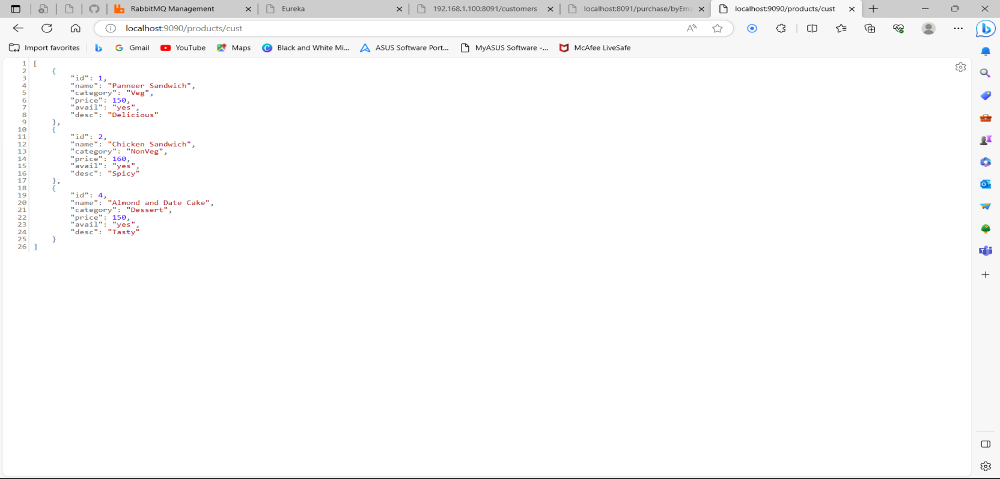 RabbitMQ Management
Eureka
192.168.1.100:8091/customers
localhost:8091/purchase/byEma
localhost:9090/products/cust
localhost:9090/products/cust
Import favorites
Gmail
YouTube
Maps
Black and White Mi...
ASUS Software Port...
MyASUS Software -...
McAfee LiveSafe
1 [
2 {
3 "id": 1,
4 "name": "Panneer Sandwich",
5 "category": "Veg",
6 "price": 150,
7 "avail": "yes",
8 "desc": "Delicious"
9 },
10 {
11 "id": 2,
12 "name": "Chicken Sandwich",
13 "category": "NonVeg",
14 "price": 160,
15 "avail": "yes",
16 "desc": "Spicy"
17 },
18 {
19 "id": 4,
20 "name": "Almond and Date Cake",
21 "category": "Dessert",
22 "price": 150,
23 "avail": "yes",
24 "desc": "Tasty"
25 }
26 ]